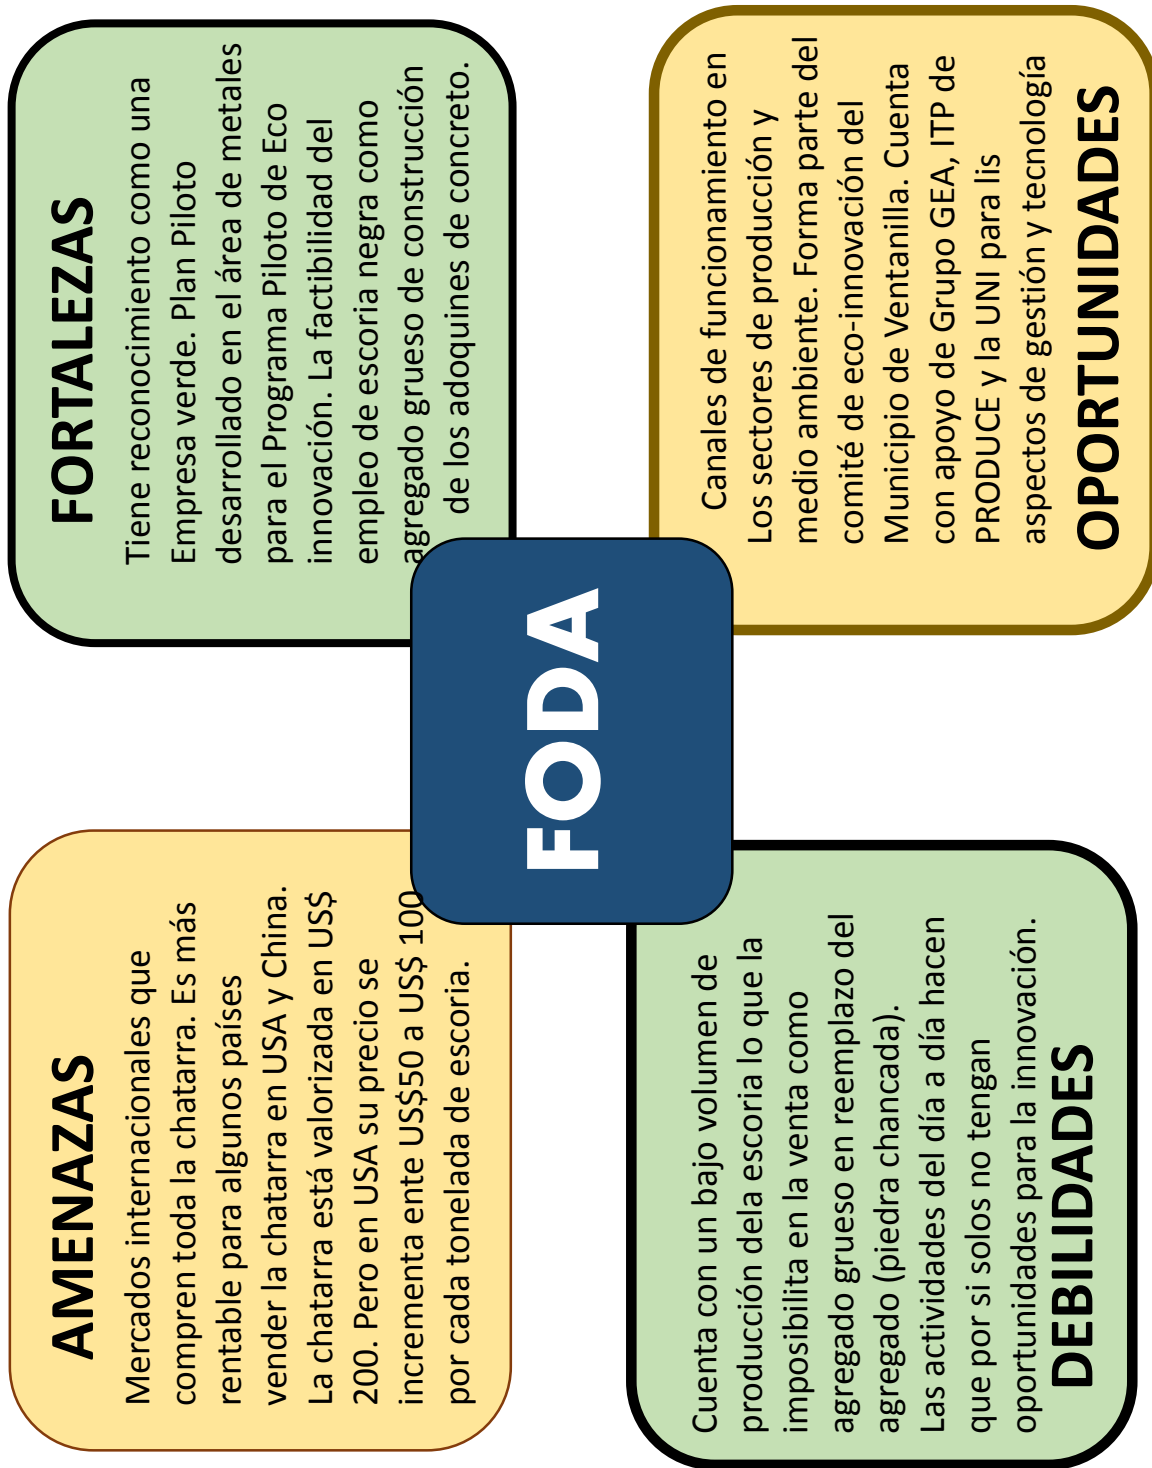 AMENAZAS
Mercados internacionales que
compren toda la chatarra. Es más
rentable para algunos países
vender la chatarra en USA y China.
La chatarra está valorizada en US$
200. Pero en USA su precio se
incrementa ente US$50 a US$ 100
por cada tonelada de escoria.
FORTALEZAS
Tiene reconocimiento como una
Empresa verde. Plan Piloto
desarrollado en el área de metales
para el Programa Piloto de Eco
innovación. La factibilidad del
empleo de escoria negra como
agregado grueso de construcción
de los adoquines de concreto.
FODA
Cuenta con un bajo volumen de
producción dela escoria lo que la
imposibilita en la venta como
agregado grueso en reemplazo del
agregado (piedra chancada).
Las actividades del día a día hacen
que por si solos no tengan
oportunidades para la innovación.
DEBILIDADES
Canales de funcionamiento en
Los sectores de producción y
medio ambiente. Forma parte del
comité de eco-innovación del
Municipio de Ventanilla. Cuenta
con apoyo de Grupo GEA, ITP de
PRODUCE y la UNI para lis
aspectos de gestión y tecnología
OPORTUNIDADES